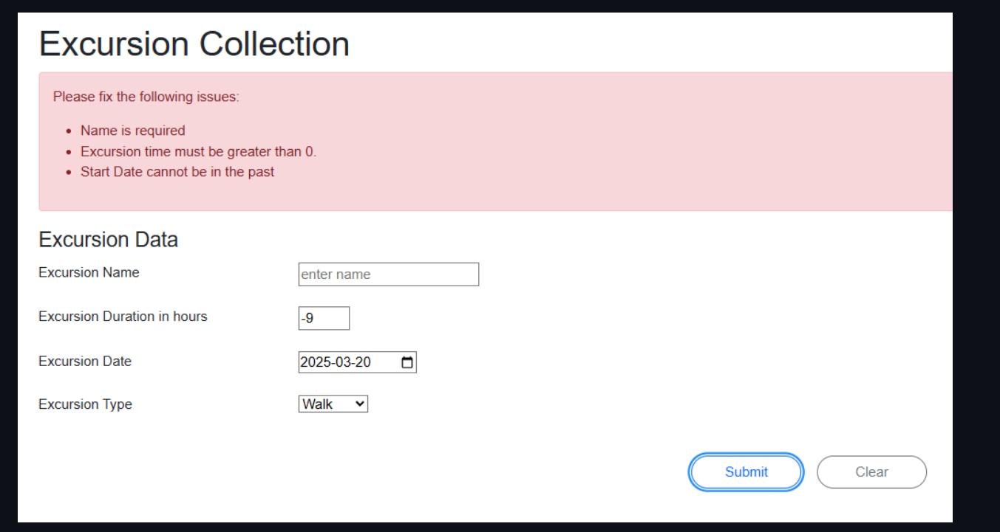 Excursion Collection
Please fix the following issues:
• Name is required
• Excursion time must be greater than 0.
• Start Date cannot be in the past
Excursion Data
Excursion Name enter name
Excursion Duration in hours -9
Excursion Date 2025-03-20
Excursion Type Walk
Submit Clear